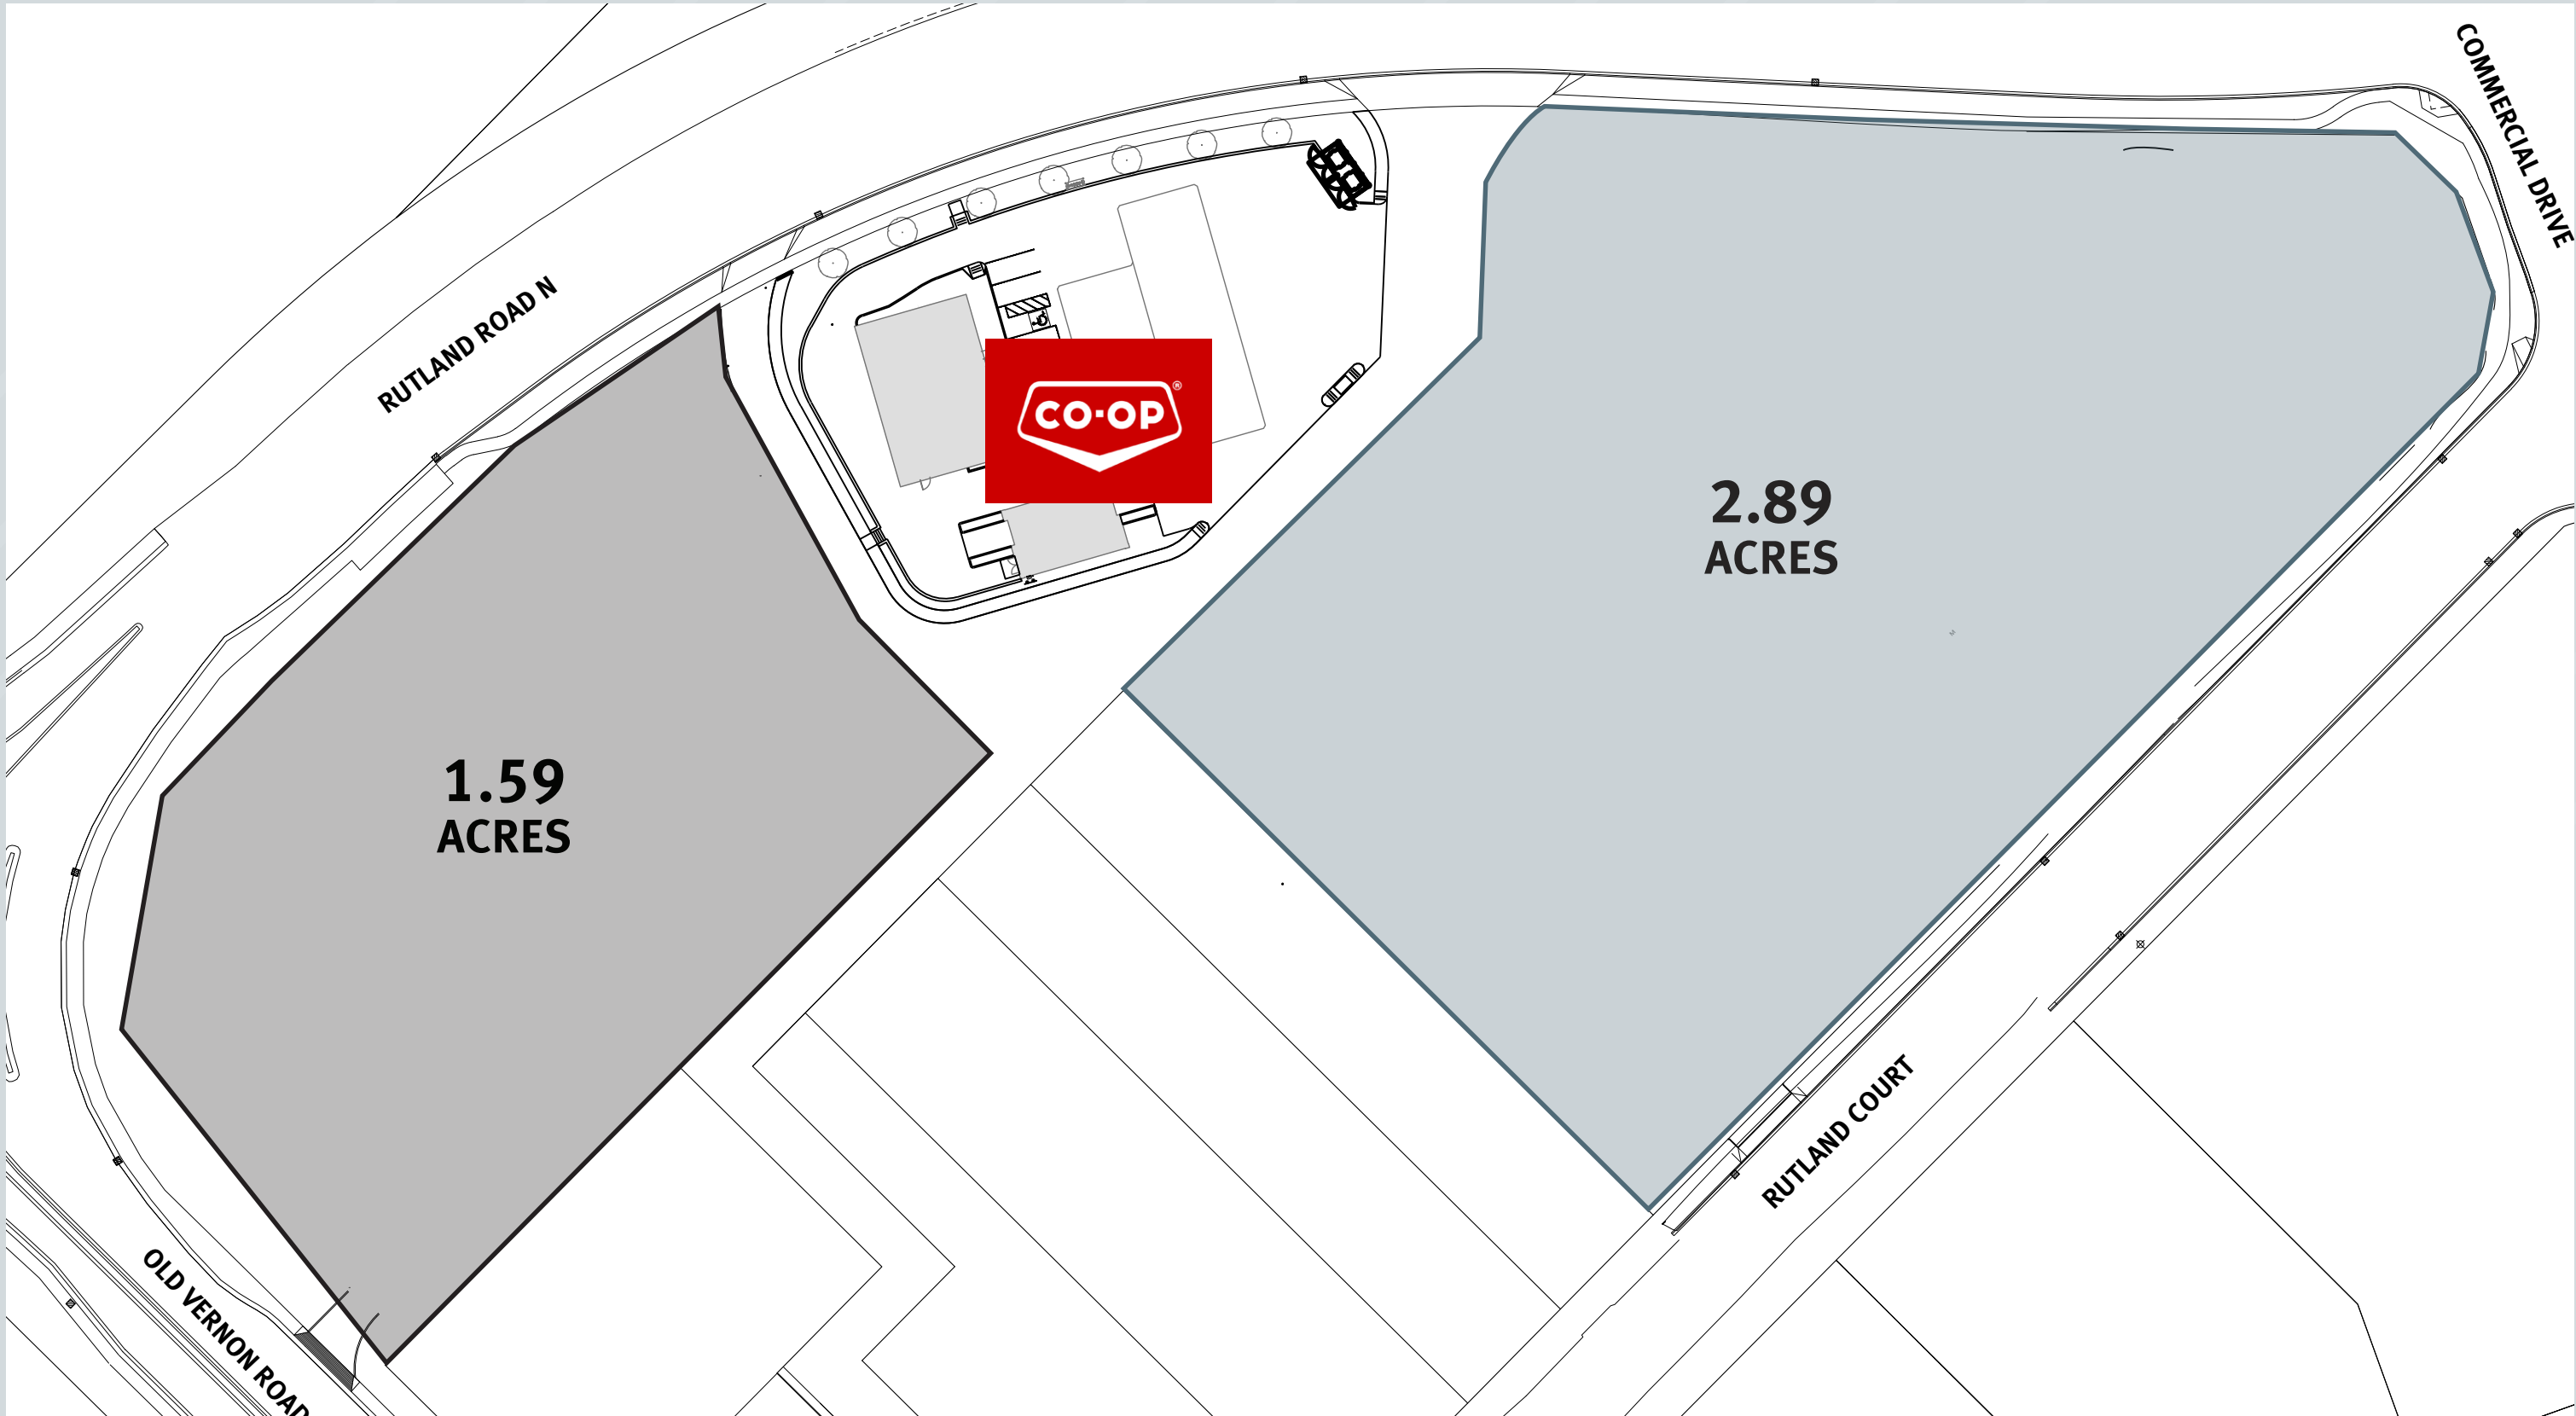 COMMERCIAL DRIVE
RUTLAND ROAD N
CO-OP®
2.89
ACRES
1.59
ACRES
RUTLAND COURT
OLD VERNON ROAD